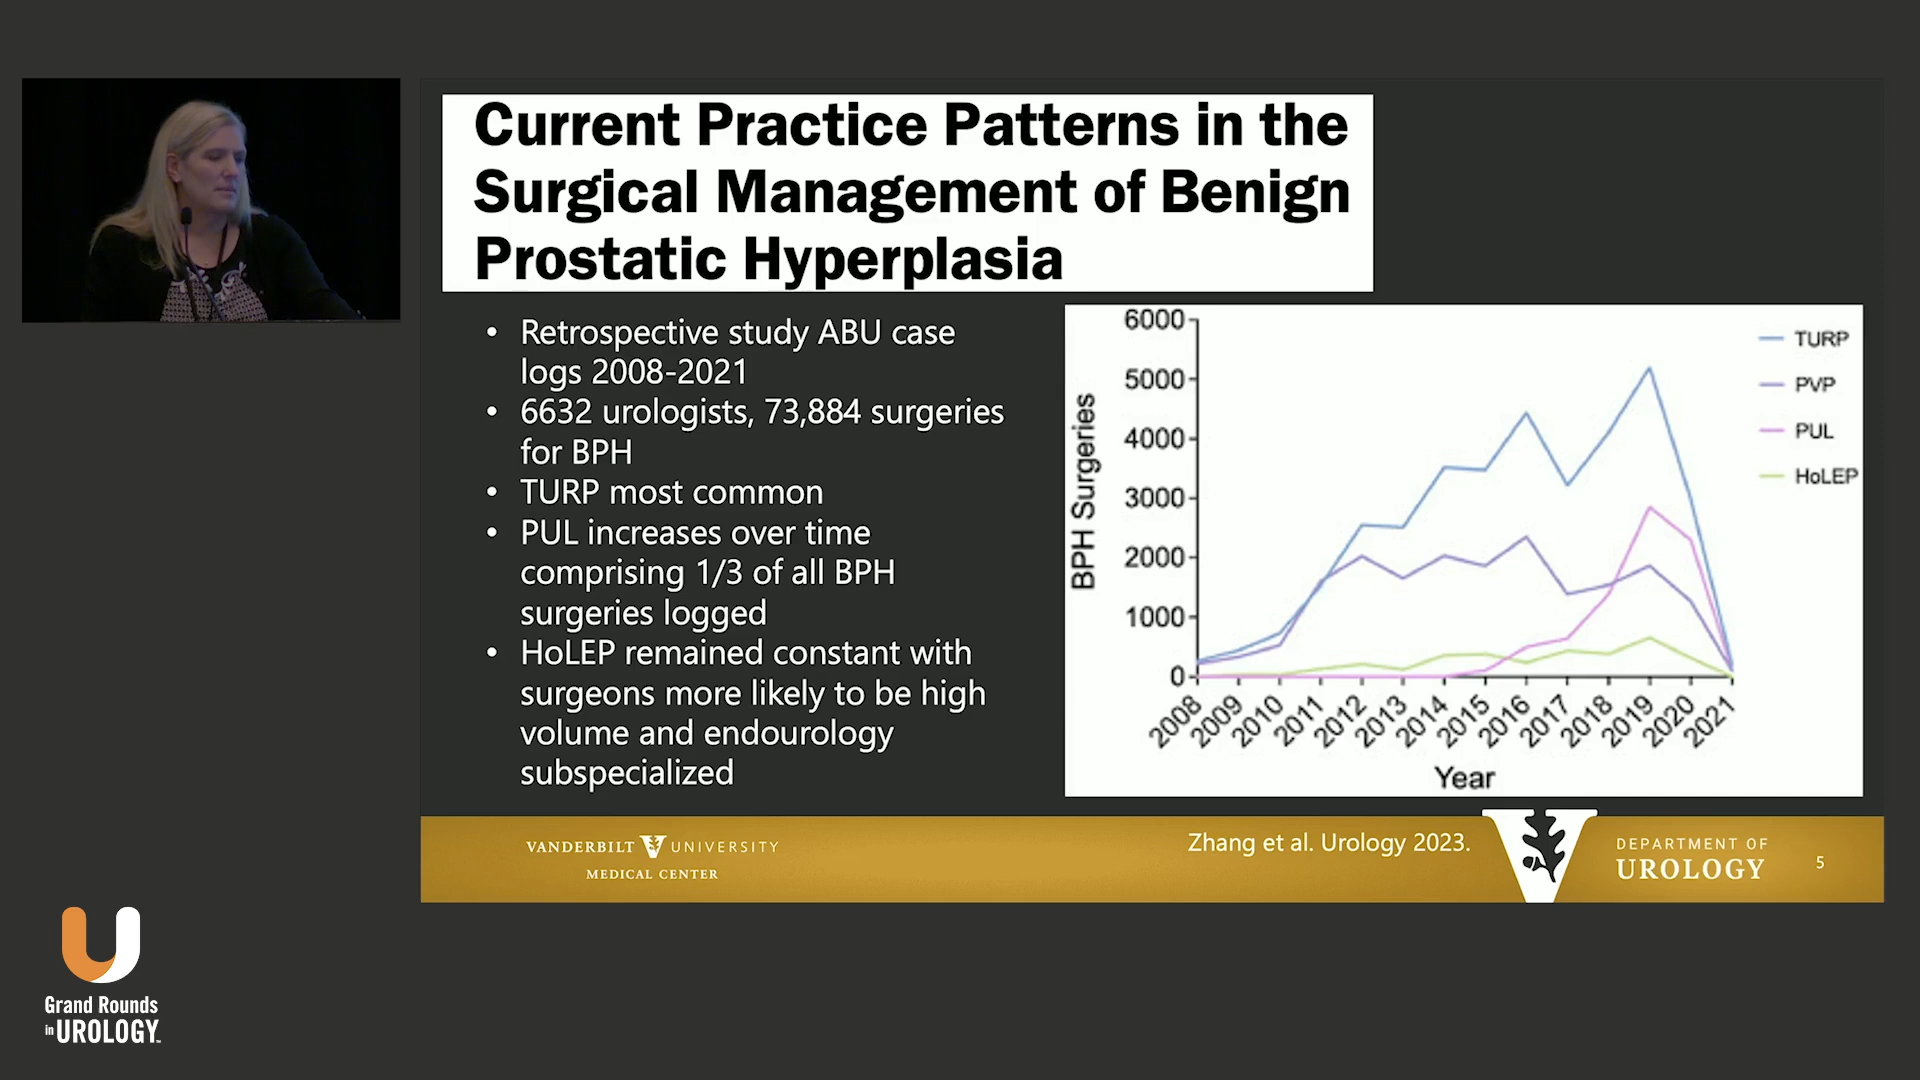 Current Practice Patterns in the
Surgical Management of Benign
Prostatic Hyperplasia
• Retrospective study ABU case
logs 2008-2021
• 6632 urologists, 73,884 surgeries
for BPH
• TURP most common
• PUL increases over time
comprising 1/3 of all BPH
surgeries logged
• HoLEP remained constant with
surgeons more likely to be high
volume and endourology
subspecialized
BPH Surgeries
6000
5000
4000
3000
2000
1000
0
2008
2009
2010
2011
2012
2013
2014
2015
2016
2017
2018
2019
2020
2021
Year
TURP
PVP
PUL
HoLEP
VANDERBILT V UNIVERSITY
MEDICAL CENTER
Zhang et al. Urology 2023.
DEPARTMENT OF
UROLOGY
5
Grand Rounds
in UROLOGY™